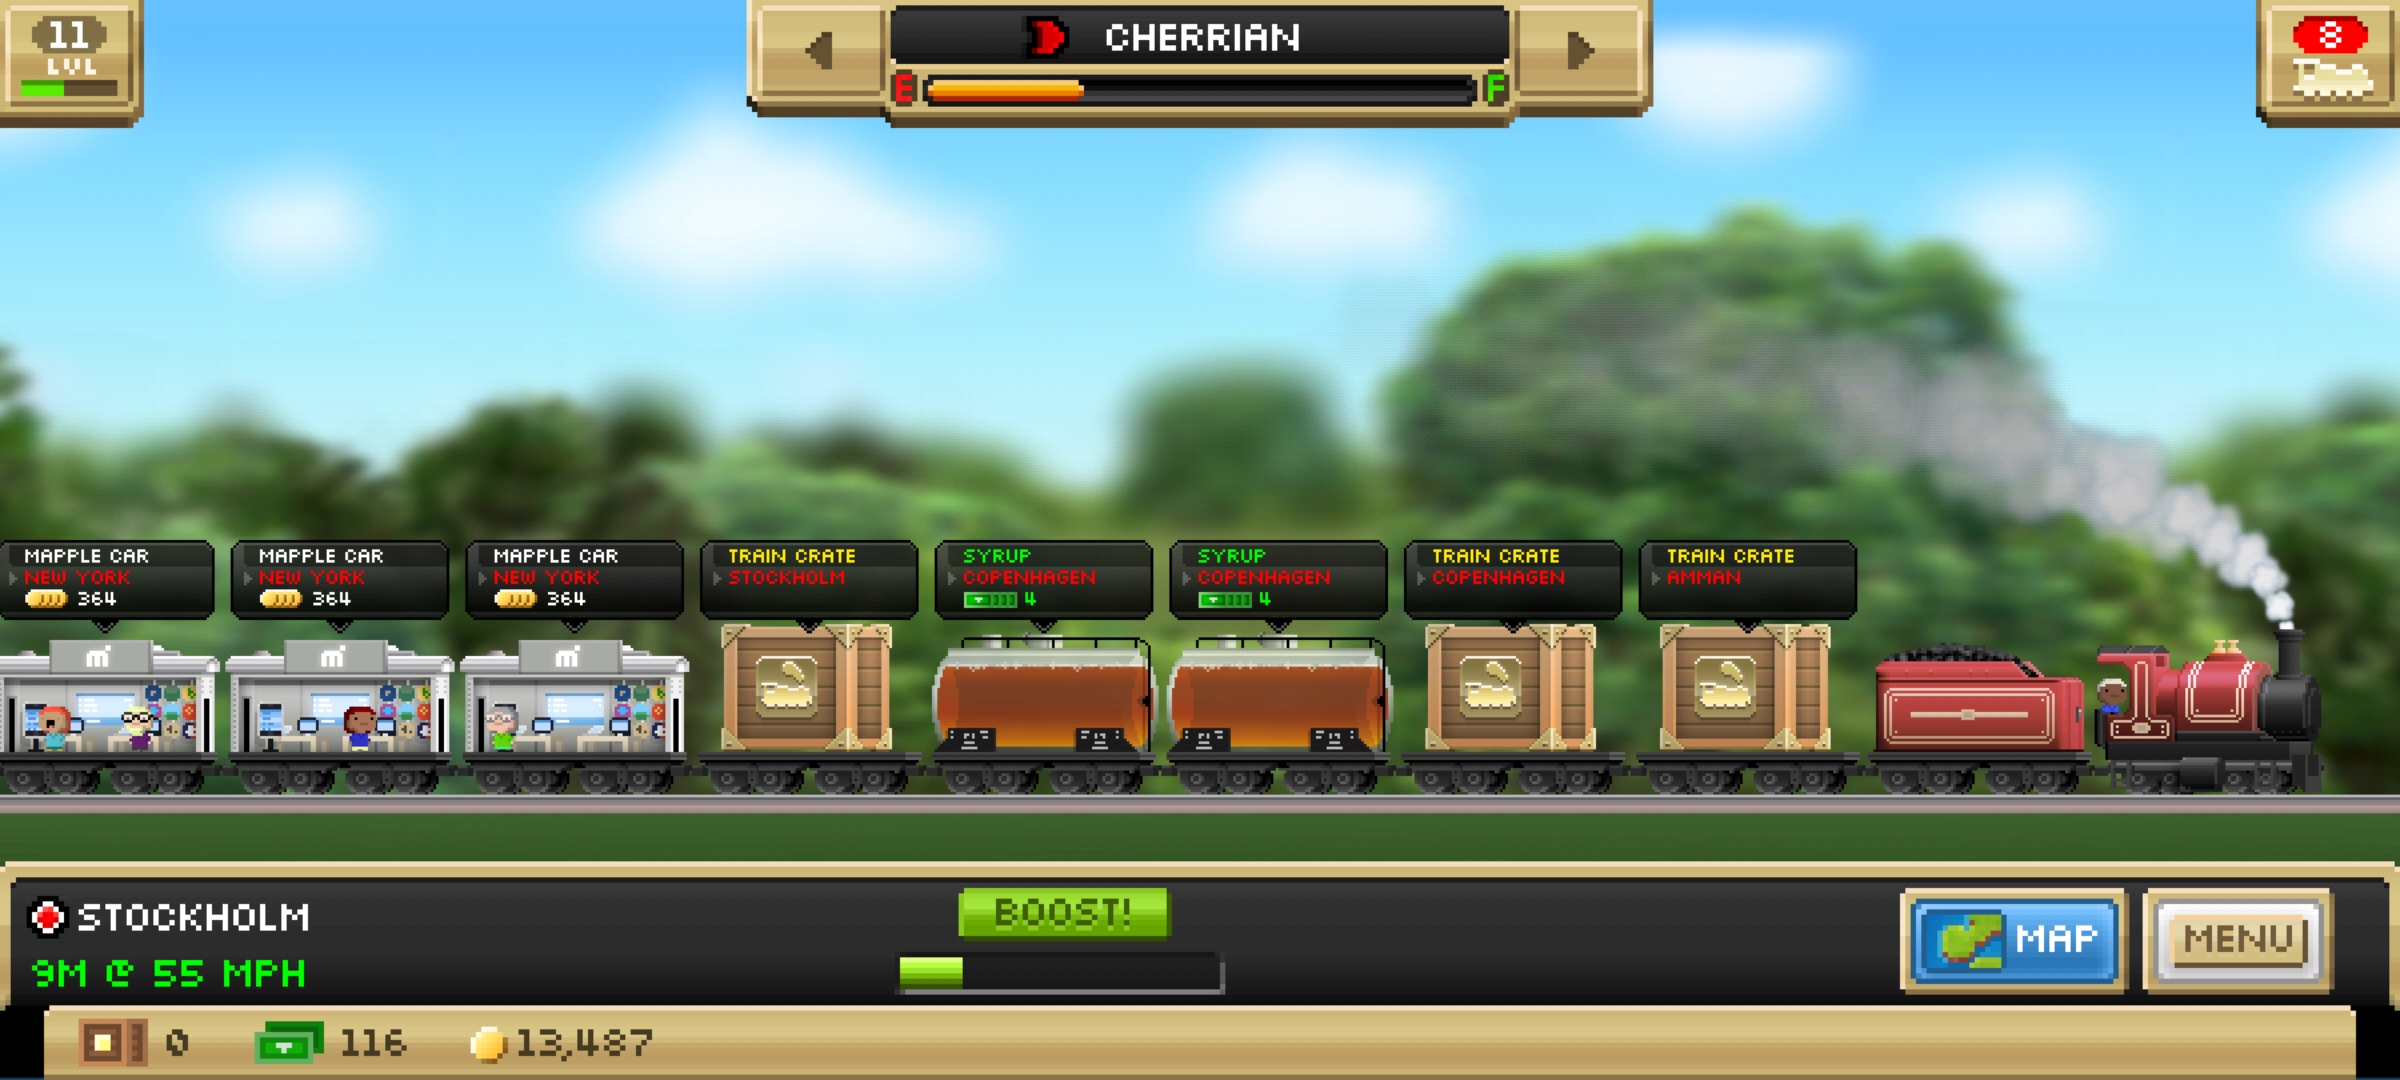 11
LVL
CHERRIAN
E
F
8
MAPPLE CAR
NEW YORK
364
MAPPLE CAR
NEW YORK
364
MAPPLE CAR
NEW YORK
364
TRAIN CRATE
STOCKHOLM
SYRUP
COPENHAGEN
4
SYRUP
COPENHAGEN
4
TRAIN CRATE
COPENHAGEN
TRAIN CRATE
AMMAN
m
m
m
STOCKHOLM
9M @ 55 MPH
BOOST!
MAP
MENU
0
116
13,487